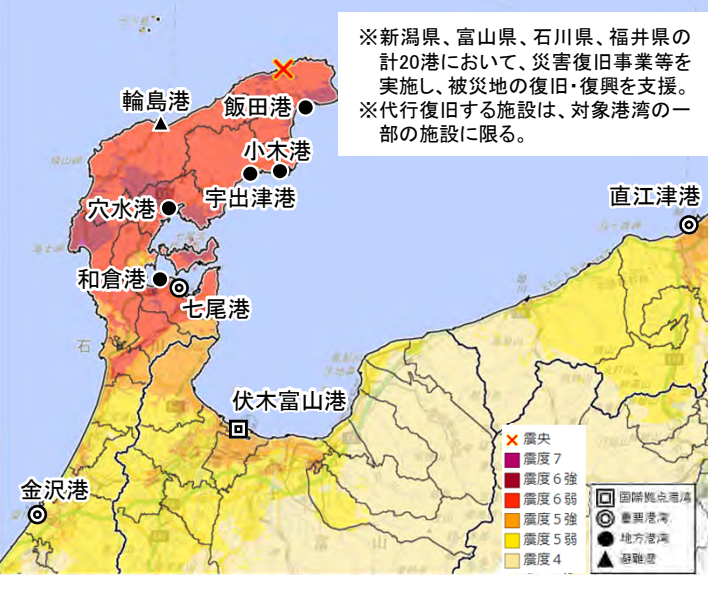 ※新潟県、富山県、石川県、福井県の
計20港において、災害復旧事業等を
実施し、被災地の復旧・復興を支援。
※代行復旧する施設は、対象港湾の一
部の施設に限る。
輪島港
飯田港
小木港
宇出津港
穴水港
直江津港
和倉港
七尾港
石
川
伏木富山港
金沢港
富
山
震央
震度7
震度6強
震度6弱
震度5強
震度5弱
震度4
国際拠点港湾
重要港湾
地方港湾
避難港